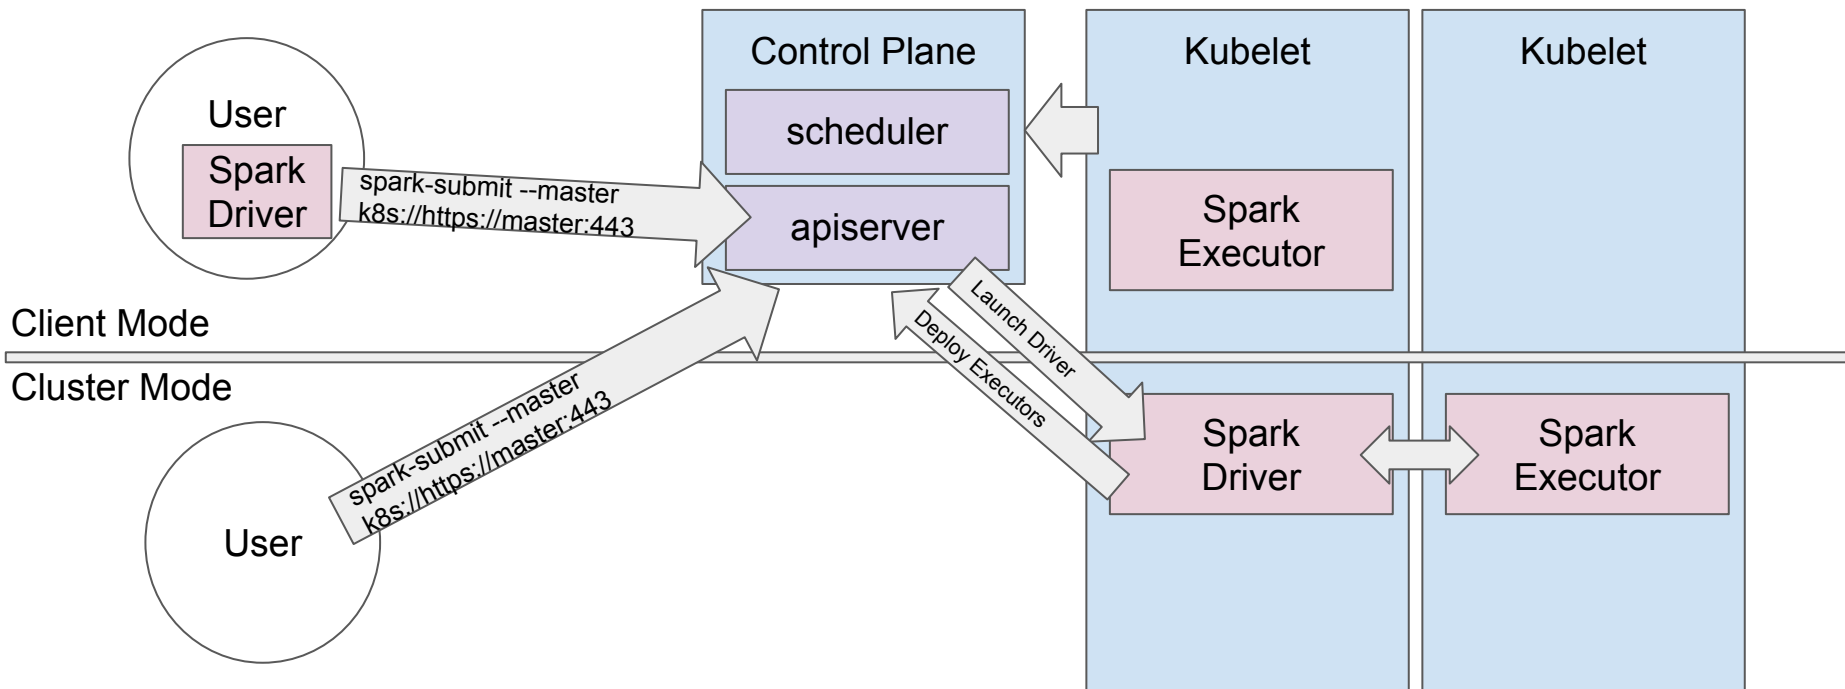 Control Plane
Kubelet
Kubelet
User
scheduler
Spark
Driver
spark-submit --master
k8s://https://master:443
apiserver
Spark
Executor
Launch Driver
Deploy Executors
Client Mode
Cluster Mode
spark-submit --master
k8s://https://master:443
User
Spark
Driver
Spark
Executor